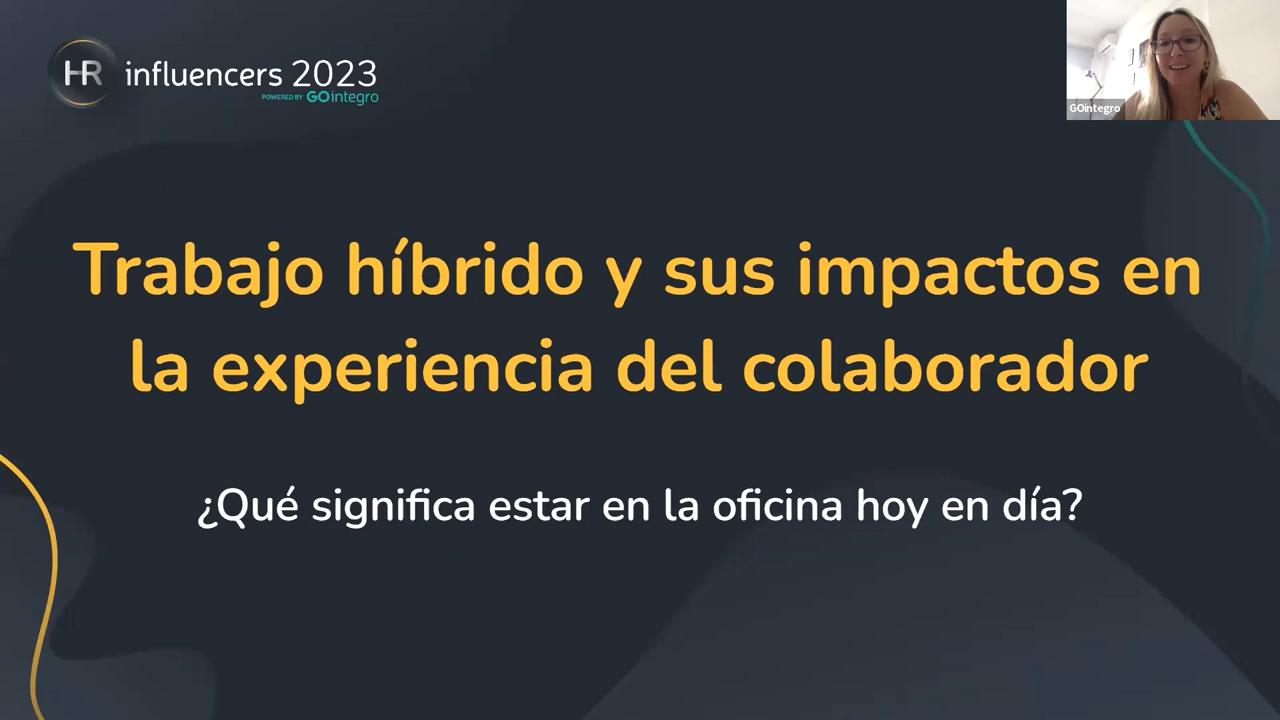 HR influencers 2023
POWERED BY GOintegro
GOintegro
Trabajo híbrido y sus impactos en
la experiencia del colaborador
¿Qué significa estar en la oficina hoy en día?